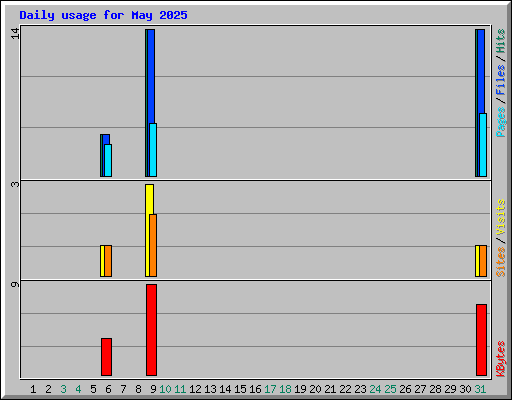 Daily usage for May 2025
14
Pages/Files/Hits
3
Sites/Visits
9
KBytes
1 2 3 4 5 6 7 8 9 10 11 12 13 14 15 16 17 18 19 20 21 22 23 24 25 26 27 28 29 30 31